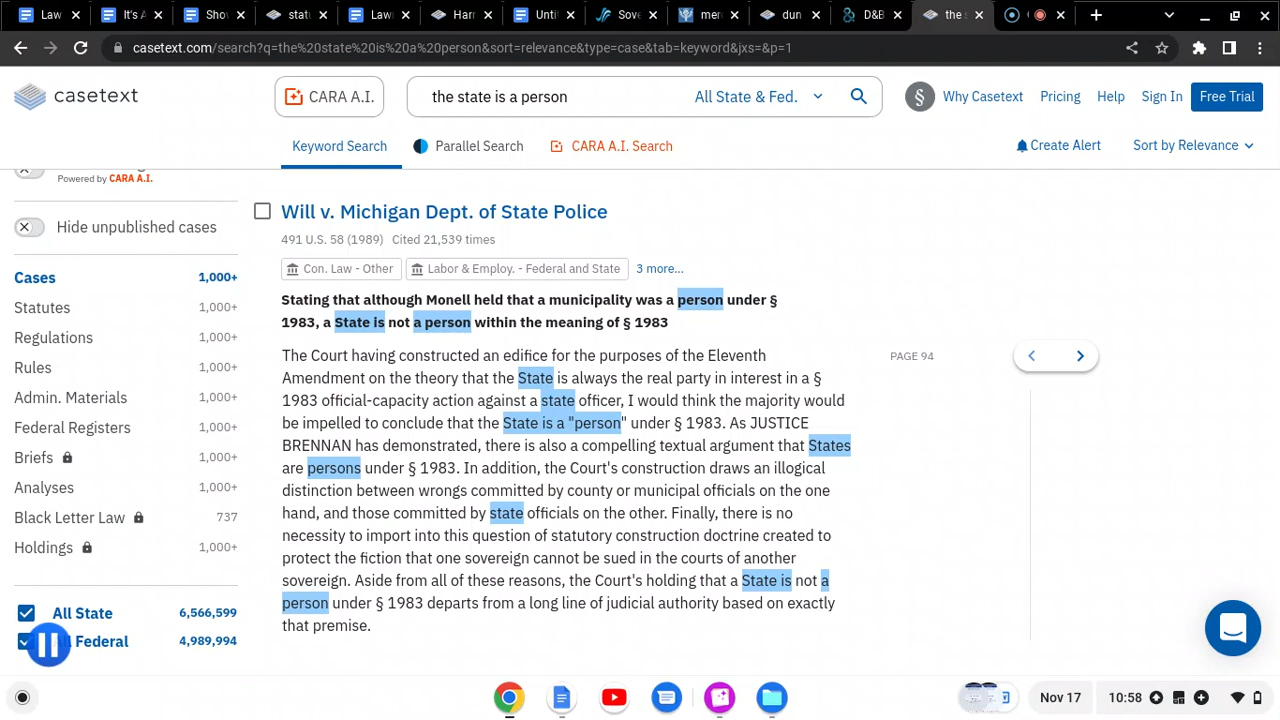 Law
It's A
Sho
statu
Law
Harr
Unti
Sove
mer
dun
D&B
the s
casetext.com/search?q=the%20state%20is%20a%20person&sort=relevance&type=case&tab=keyword&jxs=&p=1
casetext
CARA A.I.
the state is a person
All State & Fed.
§
Why Casetext
Pricing
Help
Sign In
Free Trial
Keyword Search
Parallel Search
CARA A.I. Search
Create Alert
Sort by Relevance
Powered by CARA A.I.
Hide unpublished cases
Cases 1,000+
Statutes 1,000+
Regulations 1,000+
Rules 1,000+
Admin. Materials 1,000+
Federal Registers 1,000+
Briefs 1,000+
Analyses 1,000+
Black Letter Law 737
Holdings 1,000+
All State 6,566,599
All Federal 4,989,994
Will v. Michigan Dept. of State Police
491 U.S. 58 (1989) Cited 21,539 times
Con. Law - Other
Labor & Employ. - Federal and State
3 more...
Stating that although Monell held that a municipality was a person under §
1983, a State is not a person within the meaning of § 1983
The Court having constructed an edifice for the purposes of the Eleventh
Amendment on the theory that the State is always the real party in interest in a §
1983 official-capacity action against a state officer, I would think the majority would
be impelled to conclude that the State is a "person" under § 1983. As JUSTICE
BRENNAN has demonstrated, there is also a compelling textual argument that States
are persons under § 1983. In addition, the Court's construction draws an illogical
distinction between wrongs committed by county or municipal officials on the one
hand, and those committed by state officials on the other. Finally, there is no
necessity to import into this question of statutory construction doctrine created to
protect the fiction that one sovereign cannot be sued in the courts of another
sovereign. Aside from all of these reasons, the Court's holding that a State is not a
person under § 1983 departs from a long line of judicial authority based on exactly
that premise.
PAGE 94
Nov 17
10:58